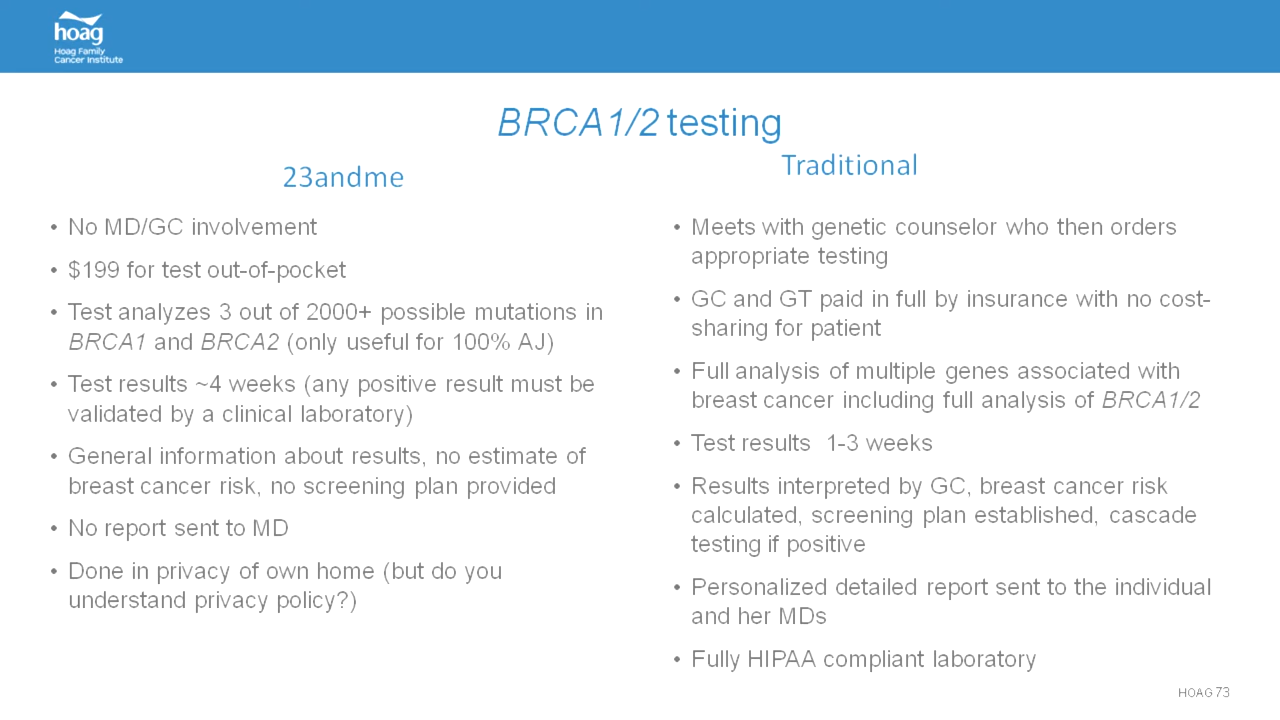 hoag
Hoag Family
Cancer Institute
BRCA1/2 testing
23andme
• No MD/GC involvement
• $199 for test out-of-pocket
• Test analyzes 3 out of 2000+ possible mutations in
BRCA1 and BRCA2 (only useful for 100% AJ)
• Test results ~4 weeks (any positive result must be
validated by a clinical laboratory)
• General information about results, no estimate of
breast cancer risk, no screening plan provided
• No report sent to MD
• Done in privacy of own home (but do you
understand privacy policy?)
Traditional
• Meets with genetic counselor who then orders
appropriate testing
• GC and GT paid in full by insurance with no cost-
sharing for patient
• Full analysis of multiple genes associated with
breast cancer including full analysis of BRCA1/2
• Test results  1-3 weeks
• Results interpreted by GC, breast cancer risk
calculated, screening plan established, cascade
testing if positive
• Personalized detailed report sent to the individual
and her MDs
• Fully HIPAA compliant laboratory
HOAG 73